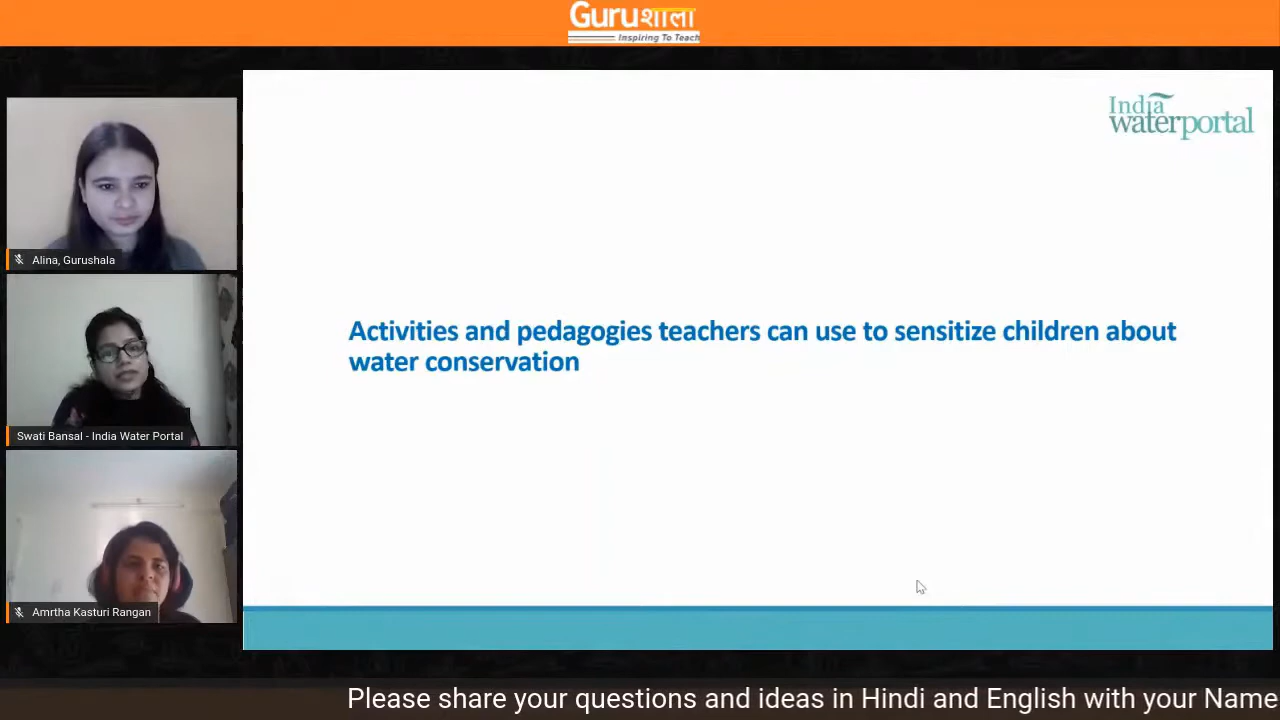 Guruशाला
Inspiring To Teach
India
waterportal
Alina, Gurushala
Swati Bansal - India Water Portal
Amrtha Kasturi Rangan
Activities and pedagogies teachers can use to sensitize children about
water conservation
Please share your questions and ideas in Hindi and English with your Name